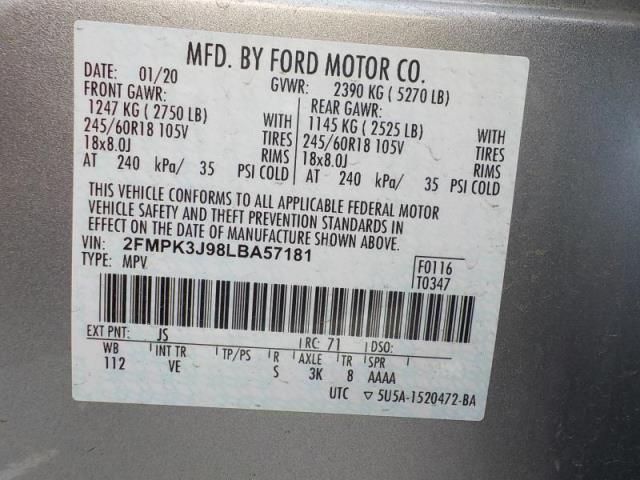 MFD. BY FORD MOTOR CO.
DATE: 01/20
GVWR: 2390 KG ( 5270 LB)
FRONT GAWR:
1247 KG ( 2750 LB) WITH
245/60R18 105V TIRES
18x8.0J RIMS
AT 240 kPa/ 35 PSI COLD
REAR GAWR:
1145 KG ( 2525 LB) WITH
245/60R18 105V TIRES
18x8.0J RIMS
AT 240 kPa/ 35 PSI COLD
THIS VEHICLE CONFORMS TO ALL APPLICABLE FEDERAL MOTOR
VEHICLE SAFETY AND THEFT PREVENTION STANDARDS IN
EFFECT ON THE DATE OF MANUFACTURE SHOWN ABOVE.
VIN: 2FMPK3J98LBA57181
TYPE: MPV
F0116
T0347
EXT PNT: JS RC: 71 DSO:
WB INT TR TP/PS R AXLE TR SPR
112 VE S 3K 8 AAAA
UTC ▽ 5U5A-1520472-BA